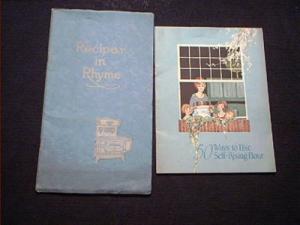 Recipes
in
Rhyme
50 Ways to Use
Self-Rising Flour